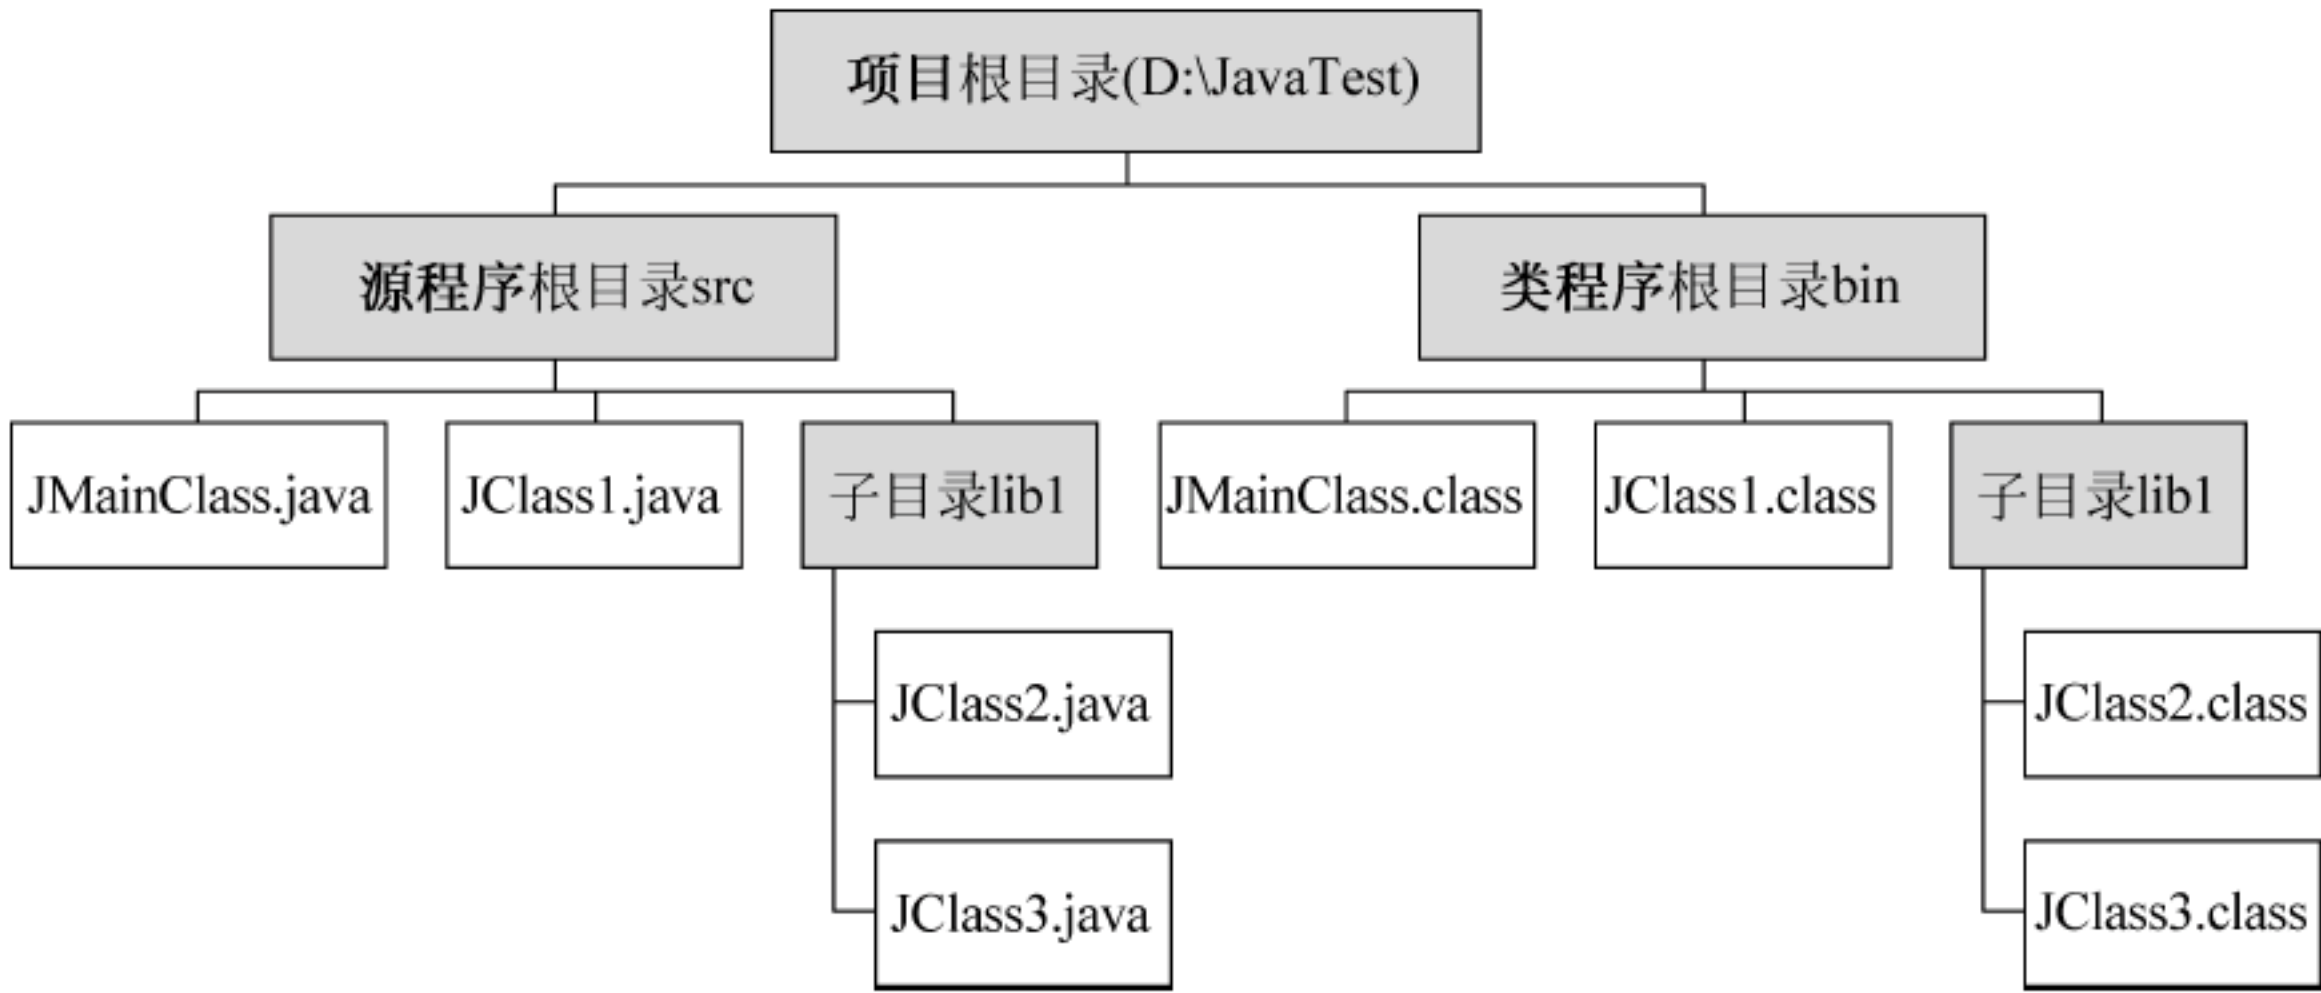 项目根目录(D:\JavaTest)
源程序根目录src
类程序根目录bin
JMainClass.java
JClass1.java
子目录lib1
JMainClass.class
JClass1.class
子目录lib1
JClass2.java
JClass2.class
JClass3.java
JClass3.class